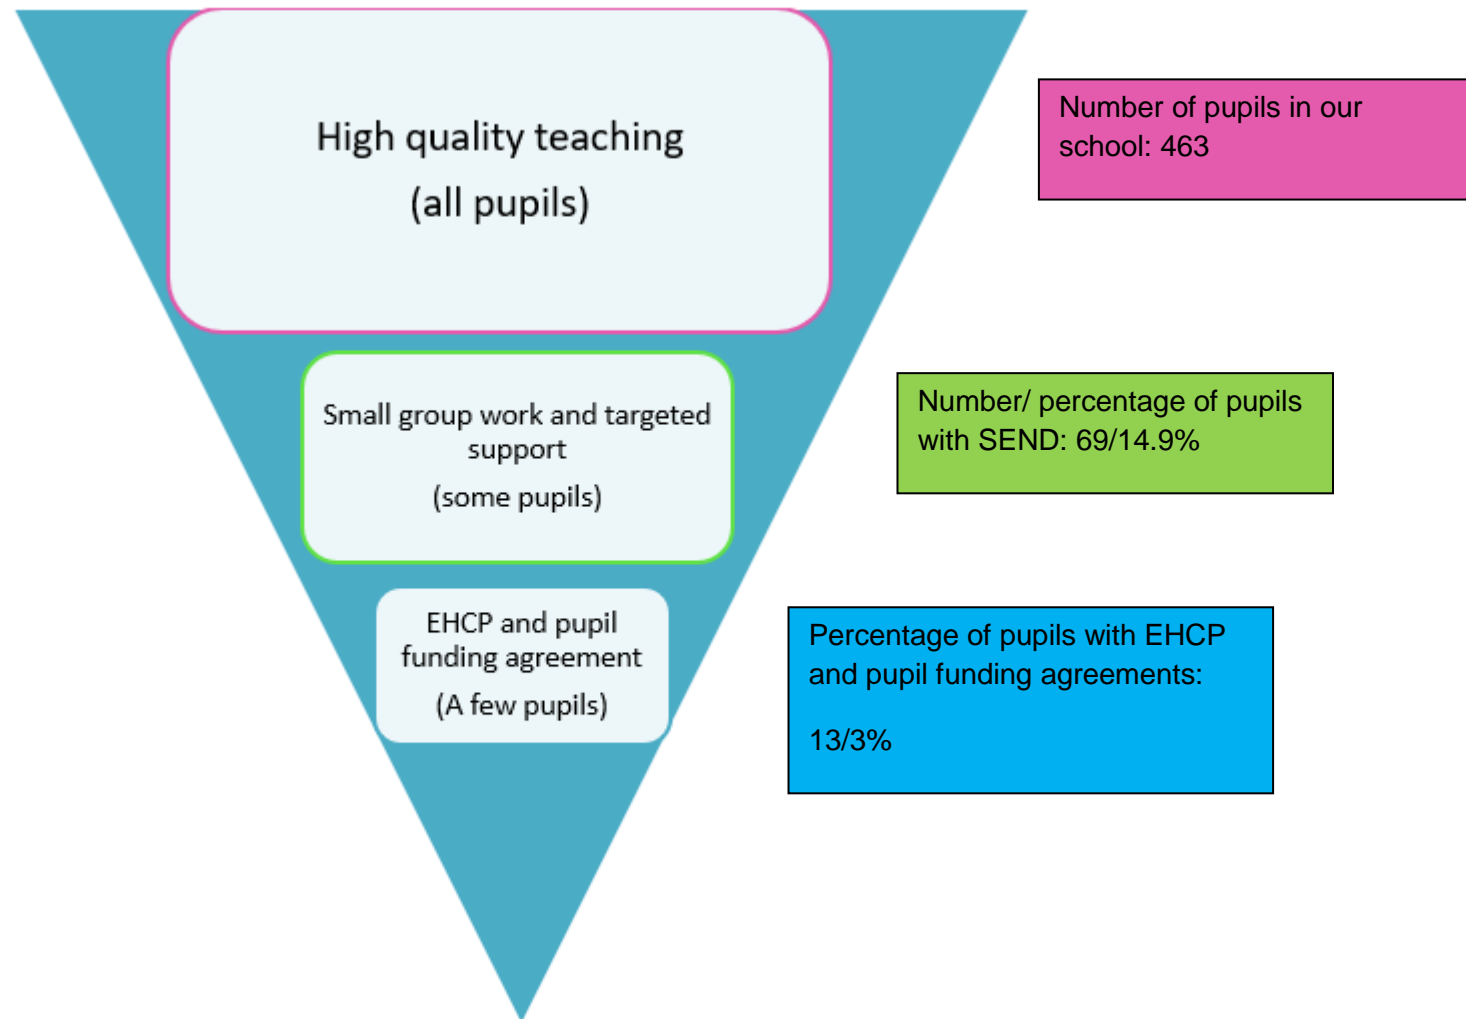 High quality teaching
(all pupils)
Number of pupils in our
school: 463
Small group work and targeted
support
(some pupils)
Number/ percentage of pupils
with SEND: 69/14.9%
EHCP and pupil
funding agreement
(A few pupils)
Percentage of pupils with EHCP
and pupil funding agreements:
13/3%